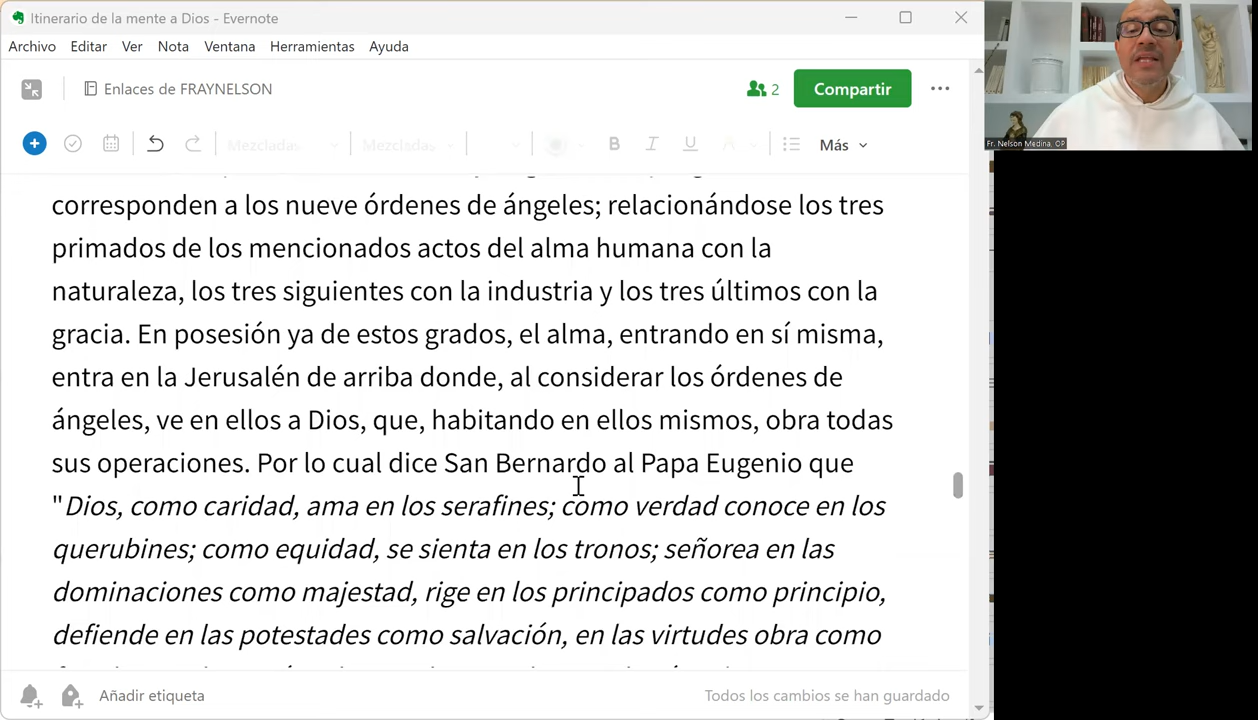 Itinerario de la mente a Dios - Evernote
Archivo Editar Ver Nota Ventana Herramientas Ayuda
Enlaces de FRAYNELSON
2
Compartir
Mezcladas Mezcladas B I U A Más
corresponden a los nueve órdenes de ángeles; relacionándose los tres
primados de los mencionados actos del alma humana con la
naturaleza, los tres siguientes con la industria y los tres últimos con la
gracia. En posesión ya de estos grados, el alma, entrando en sí misma,
entra en la Jerusalén de arriba donde, al considerar los órdenes de
ángeles, ve en ellos a Dios, que, habitando en ellos mismos, obra todas
sus operaciones. Por lo cual dice San Bernardo al Papa Eugenio que
"Dios, como caridad, ama en los serafines; como verdad conoce en los
querubines; como equidad, se sienta en los tronos; señorea en las
dominaciones como majestad, rige en los principados como principio,
defiende en las potestades como salvación, en las virtudes obra como
Añadir etiqueta
Todos los cambios se han guardado
Fr. Nelson Medina, OP